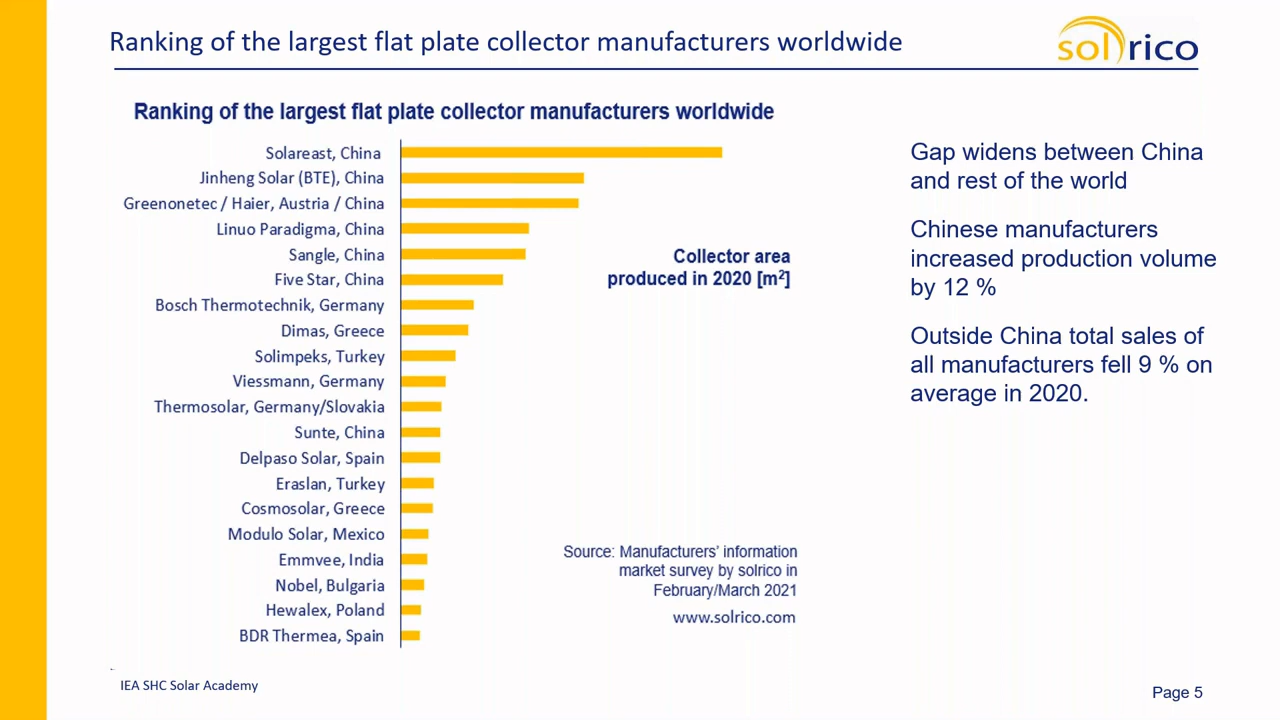 Ranking of the largest flat plate collector manufacturers worldwide
solrico
Ranking of the largest flat plate collector manufacturers worldwide
Solareast, China
Jinheng Solar (BTE), China
Greenonetec / Haier, Austria / China
Linuo Paradigma, China
Sangle, China
Five Star, China
Bosch Thermotechnik, Germany
Dimas, Greece
Solimpeks, Turkey
Viessmann, Germany
Thermosolar, Germany/Slovakia
Sunte, China
Delpaso Solar, Spain
Eraslan, Turkey
Cosmosolar, Greece
Modulo Solar, Mexico
Emmvee, India
Nobel, Bulgaria
Hewalex, Poland
BDR Thermea, Spain
Collector area
produced in 2020 [m²]
Source: Manufacturers’ information
market survey by solrico in
February/March 2021
www.solrico.com
Gap widens between China
and rest of the world
Chinese manufacturers
increased production volume
by 12 %
Outside China total sales of
all manufacturers fell 9 % on
average in 2020.
IEA SHC Solar Academy
Page 5